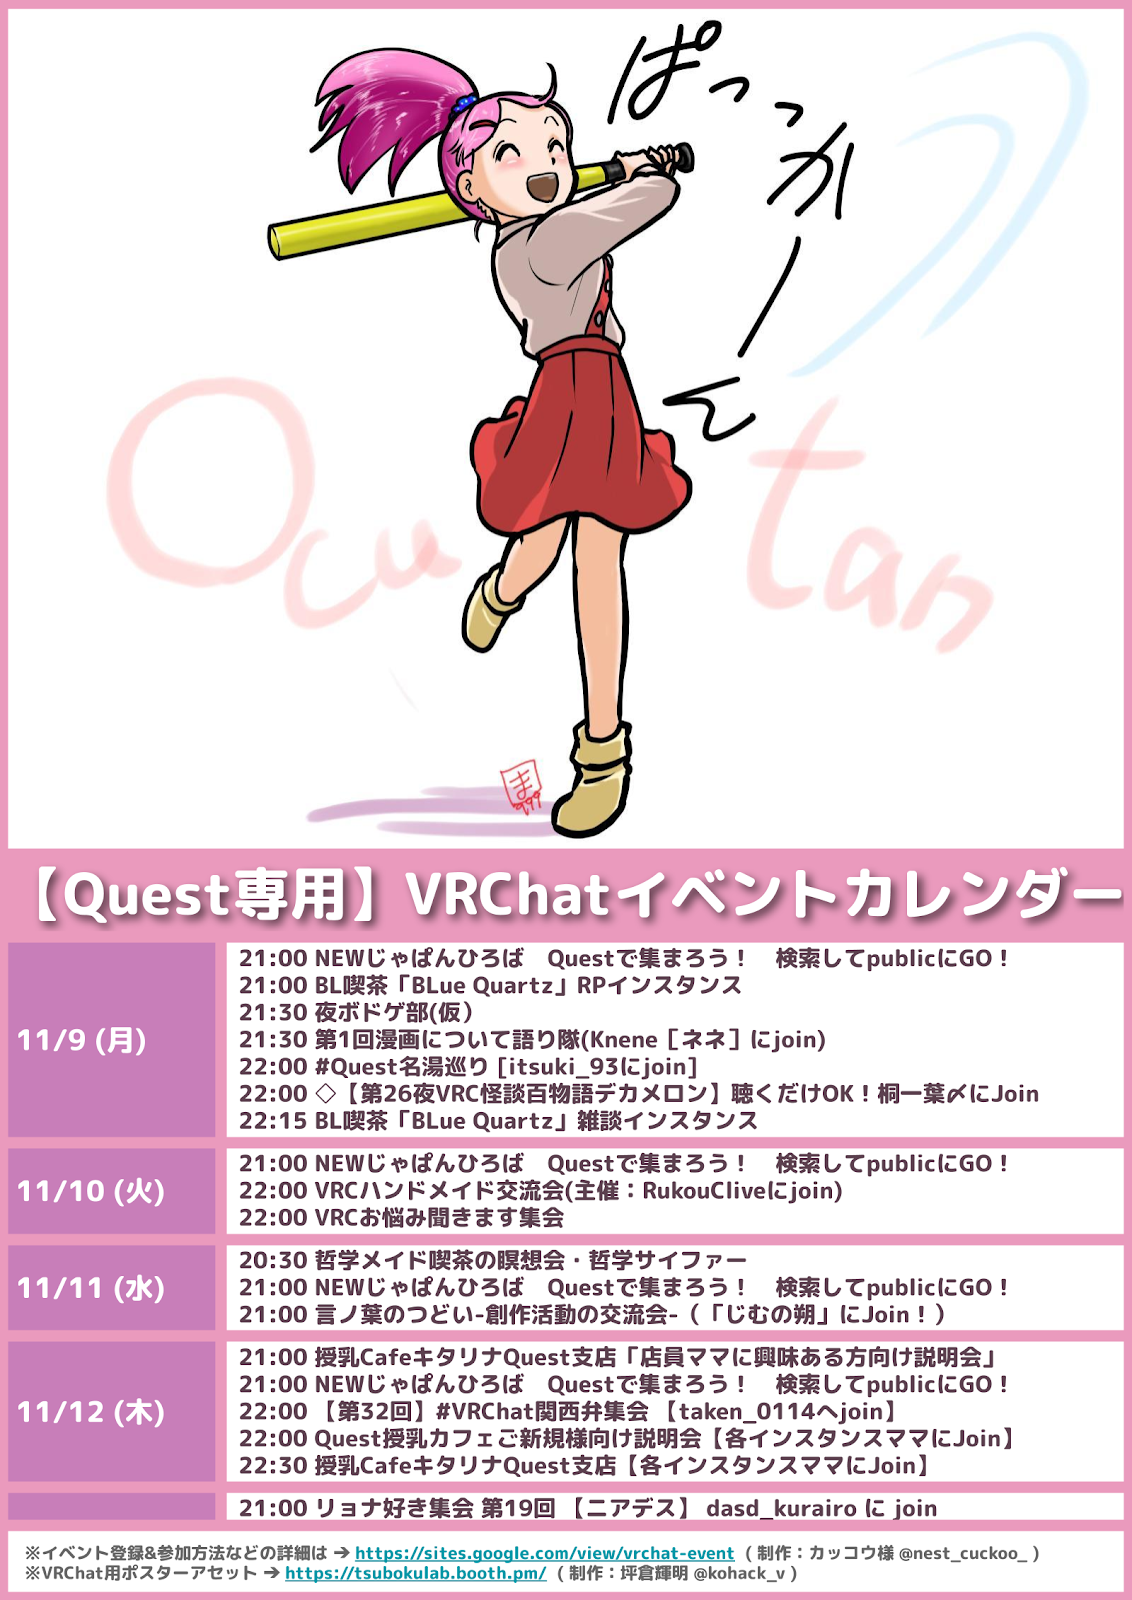 ぱっかーん
Ocu tan
ま
999
【Quest専用】VRChatイベントカレンダー
11/9 (月)
21:00 NEWじゃぱんひろば　Questで集まろう！　検索してpublicにGO！
21:00 BL喫茶「BLue Quartz」RPインスタンス
21:30 夜ボドゲ部(仮）
21:30 第1回漫画について語り隊(Knene［ネネ］にjoin)
22:00 #Quest名湯巡り [itsuki_93にjoin]
22:00 ◇【第26夜VRC怪談百物語デカメロン】聴くだけOK！桐一葉〆にJoin
22:15 BL喫茶「BLue Quartz」雑談インスタンス
11/10 (火)
21:00 NEWじゃぱんひろば　Questで集まろう！　検索してpublicにGO！
22:00 VRCハンドメイド交流会(主催：RukouCliveにjoin)
22:00 VRCお悩み聞きます集会
11/11 (水)
20:30 哲学メイド喫茶の瞑想会・哲学サイファー
21:00 NEWじゃぱんひろば　Questで集まろう！　検索してpublicにGO！
21:00 言ノ葉のつどい-創作活動の交流会-（「じむの朔」にJoin！）
11/12 (木)
21:00 授乳CafeキタリナQuest支店「店員ママに興味ある方向け説明会」
21:00 NEWじゃぱんひろば　Questで集まろう！　検索してpublicにGO！
22:00 【第32回】#VRChat関西弁集会 【taken_0114へjoin】
22:00 Quest授乳カフェご新規様向け説明会【各インスタンスママにJoin】
22:30 授乳CafeキタリナQuest支店【各インスタンスママにJoin】
21:00 リョナ好き集会 第19回 【ニアデス】 dasd_kurairo に join
※イベント登録&参加方法などの詳細は ➔ https://sites.google.com/view/vrchat-event （ 制作：カッコウ様 @nest_cuckoo_ ）
※VRChat用ポスターアセット ➔ https://tsubokulab.booth.pm/ （ 制作：坪倉輝明 @kohack_v ）